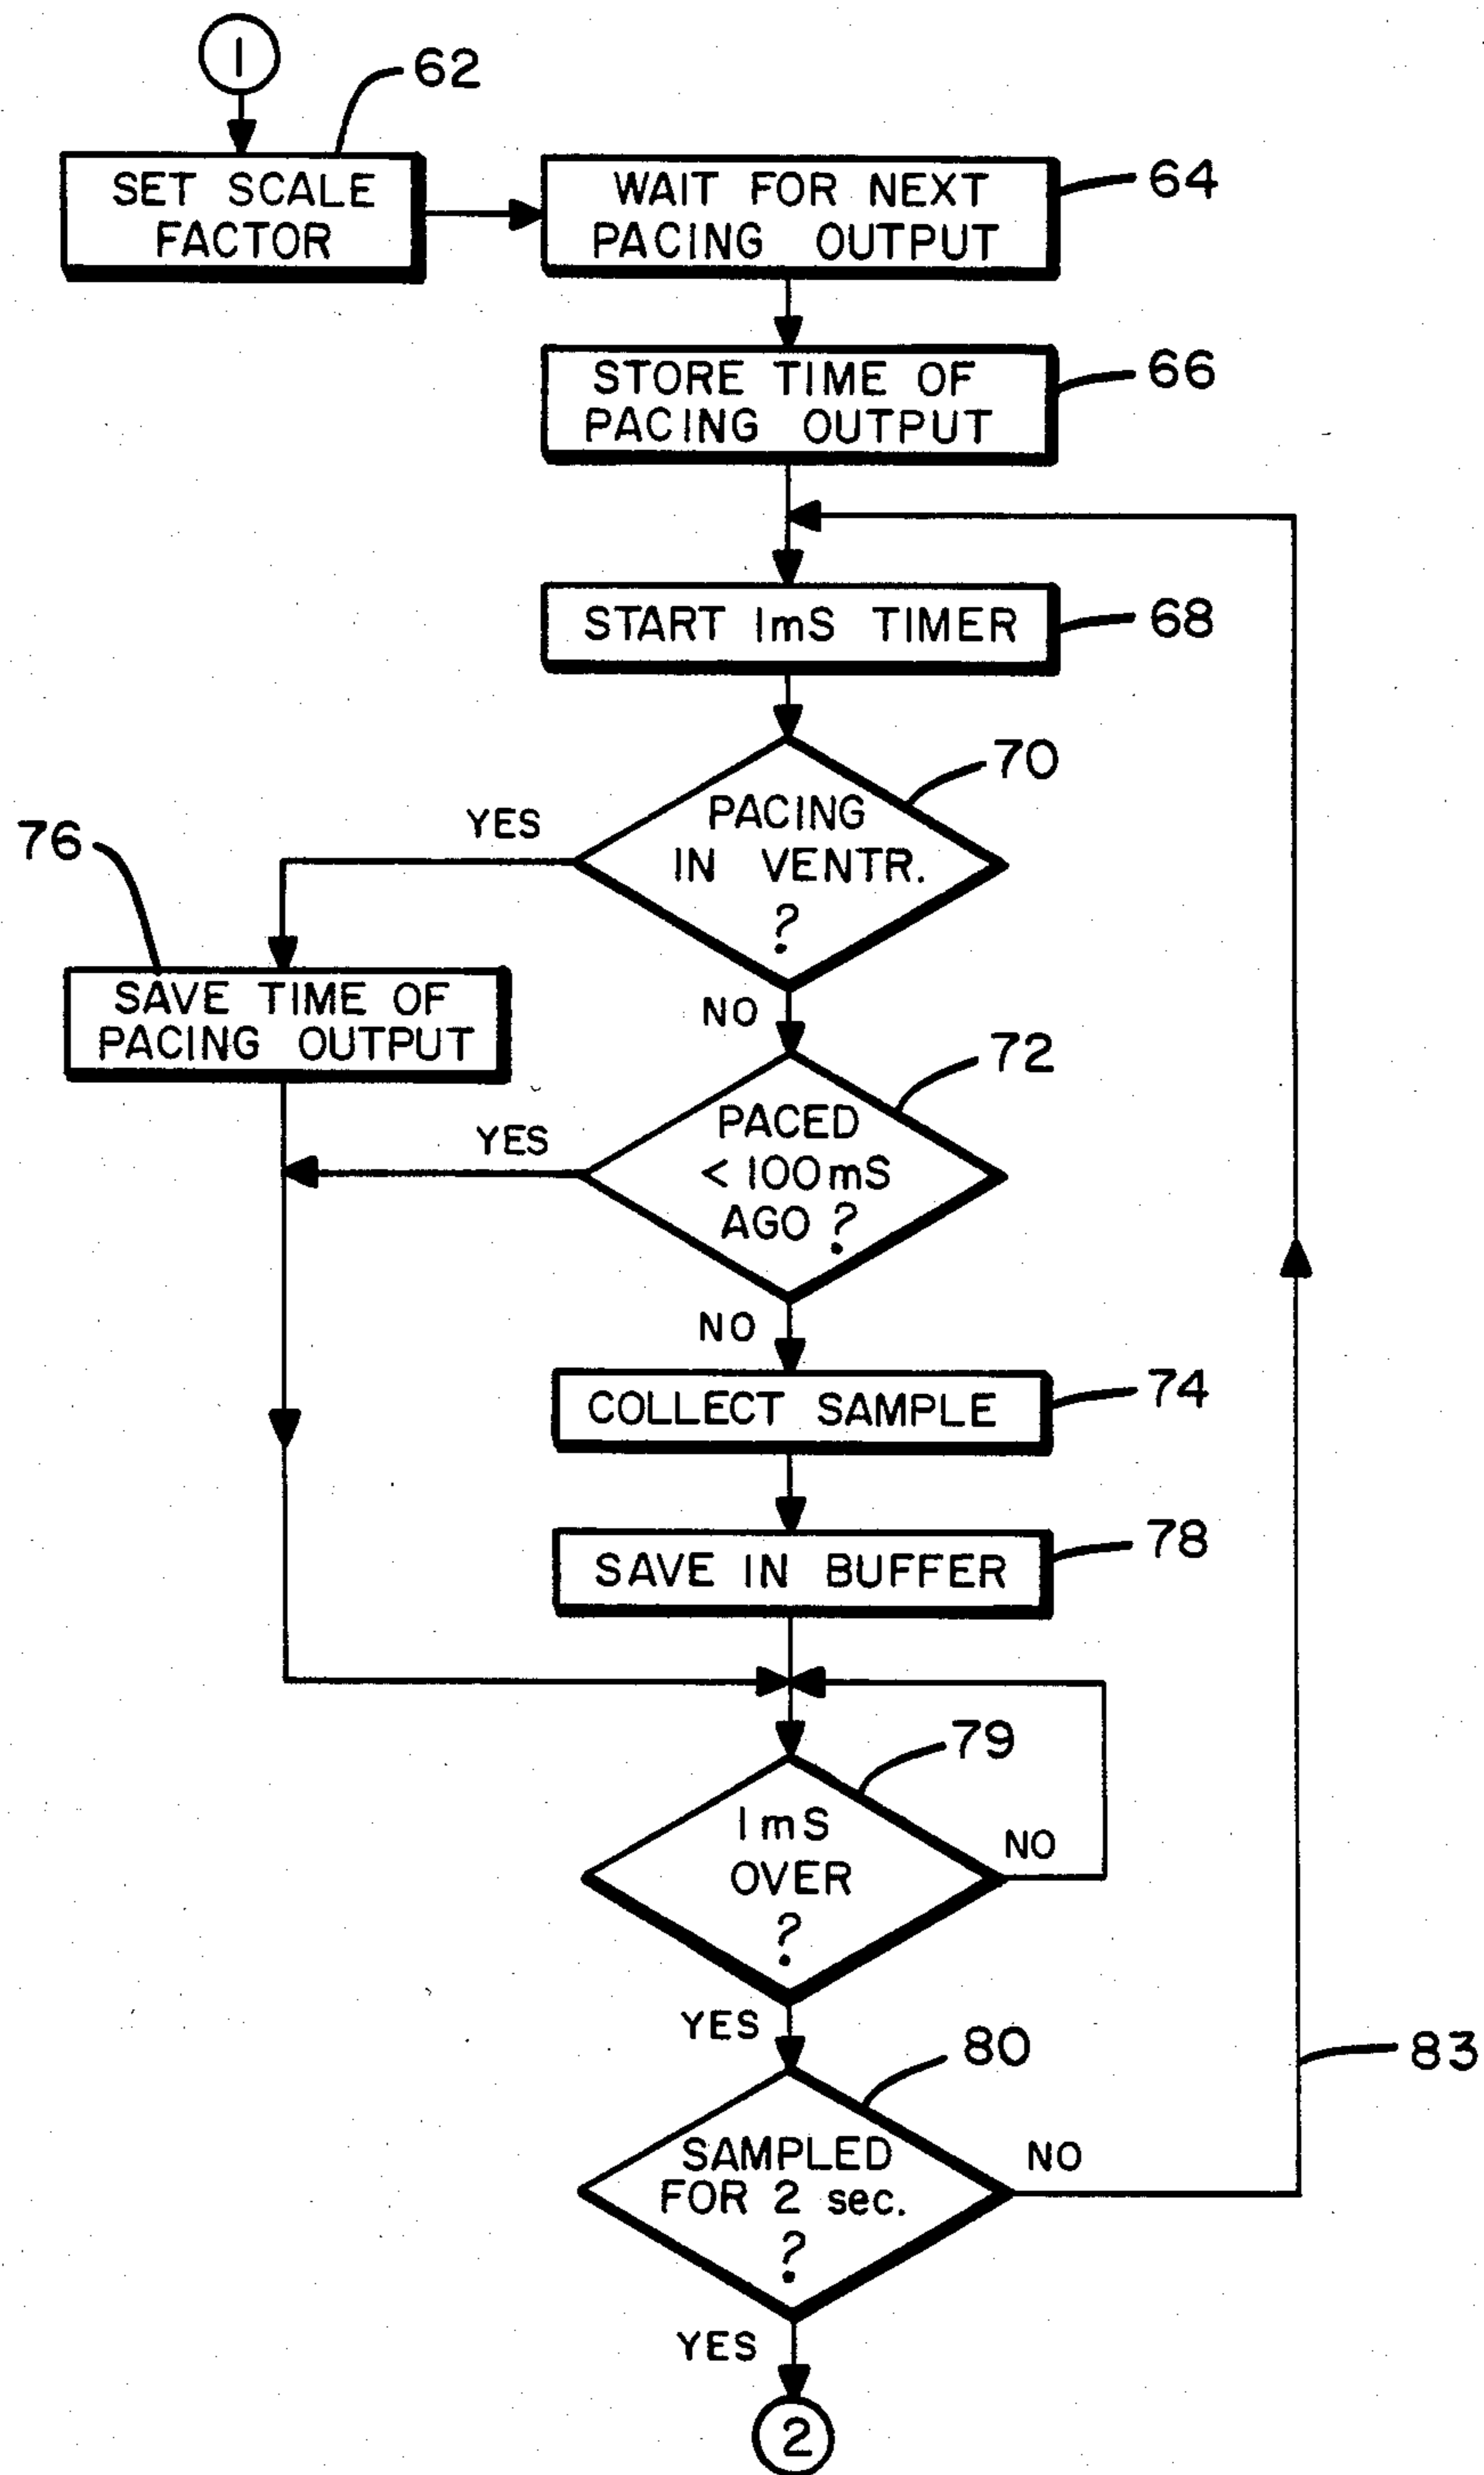 1
62
SET SCALE
FACTOR
WAIT FOR NEXT
PACING OUTPUT
64
STORE TIME OF
PACING OUTPUT
66
START 1mS TIMER
68
70
PACING
IN VENTR.
?
YES
NO
76
SAVE TIME OF
PACING OUTPUT
72
PACED
< 100mS
AGO ?
YES
NO
COLLECT SAMPLE
74
SAVE IN BUFFER
78
79
1mS
OVER
?
NO
YES
80
83
SAMPLED
FOR 2 sec.
?
NO
YES
2